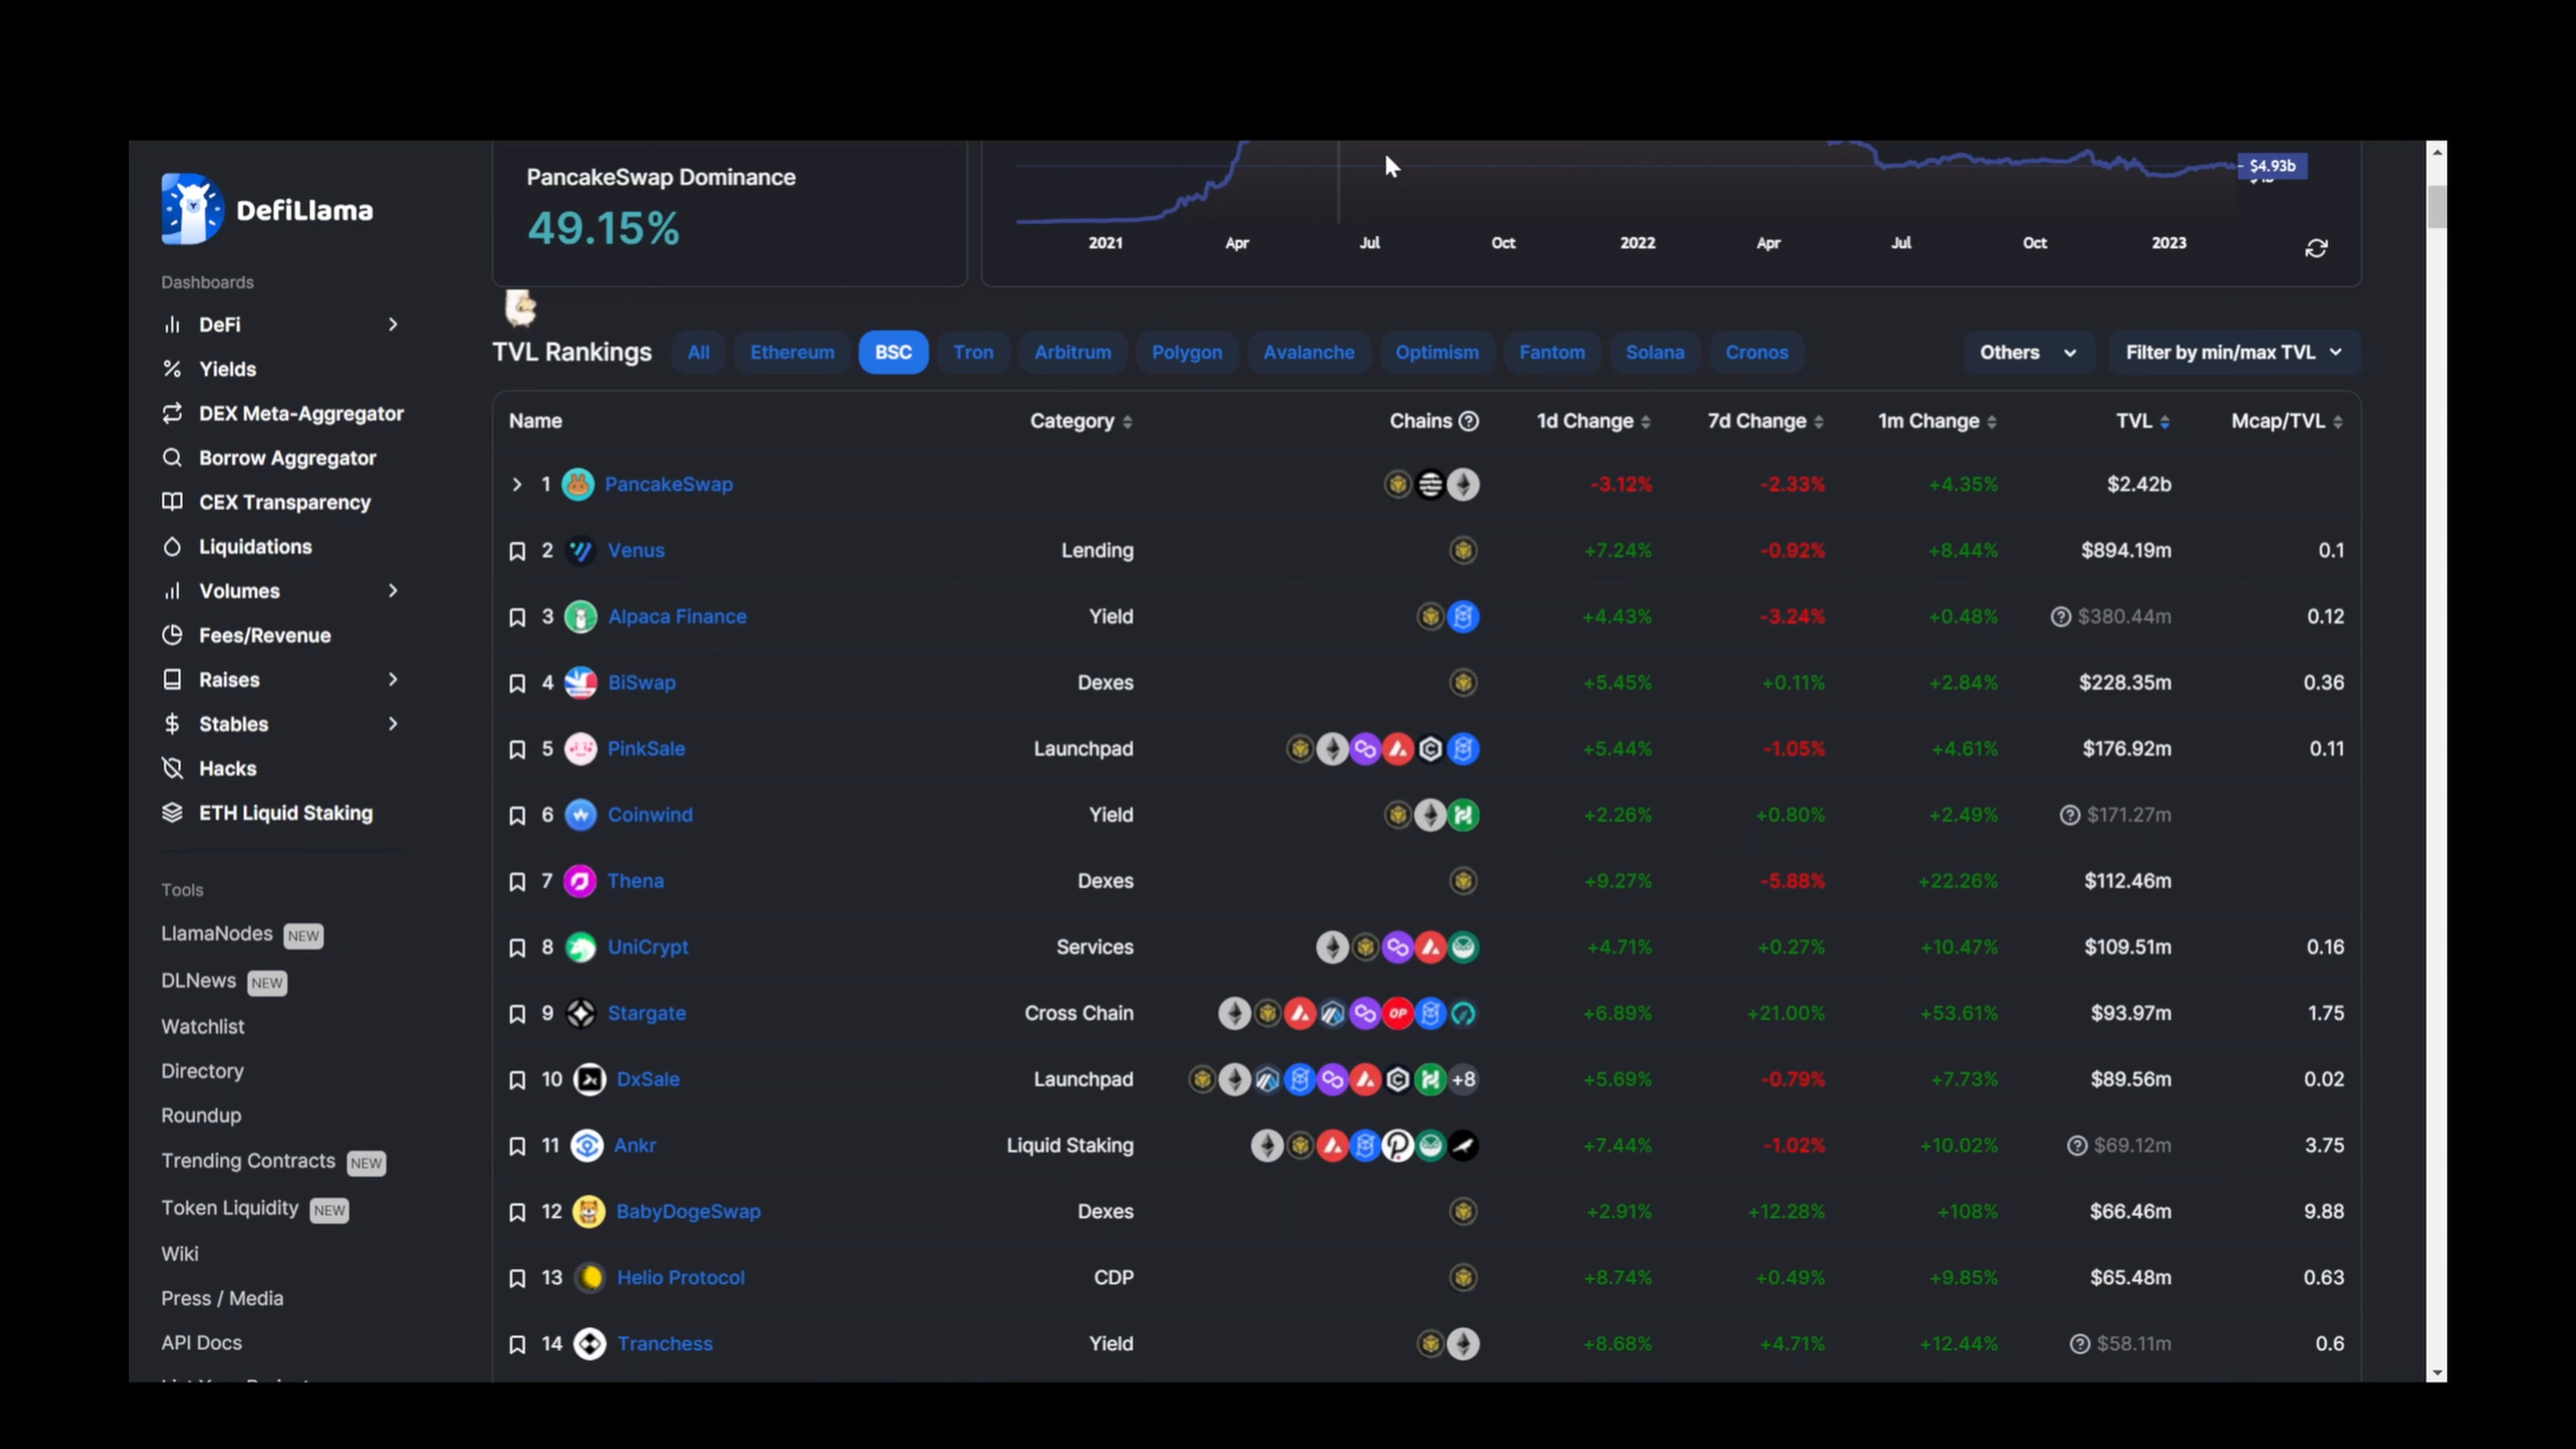 DefiLlama
Dashboards
DeFi
Yields
DEX Meta-Aggregator
Borrow Aggregator
CEX Transparency
Liquidations
Volumes
Fees/Revenue
Raises
Stables
Hacks
ETH Liquid Staking
Tools
LlamaNodes NEW
DLNews NEW
Watchlist
Directory
Roundup
Trending Contracts NEW
Token Liquidity NEW
Wiki
Press / Media
API Docs
PancakeSwap Dominance
49.15%
$4.93b
2021 Apr Jul Oct 2022 Apr Jul Oct 2023
TVL Rankings All Ethereum BSC Tron Arbitrum Polygon Avalanche Optimism Fantom Solana Cronos Others Filter by min/max TVL
Name Category Chains 1d Change 7d Change 1m Change TVL Mcap/TVL
1 PancakeSwap -3.12% -2.33% +4.35% $2.42b
2 Venus Lending +7.24% -0.92% +8.44% $894.19m 0.1
3 Alpaca Finance Yield +4.43% -3.24% +0.48% $380.44m 0.12
4 BiSwap Dexes +5.45% +0.11% +2.84% $228.35m 0.36
5 PinkSale Launchpad +5.44% -1.05% +4.61% $176.92m 0.11
6 Coinwind Yield +2.26% +0.80% +2.49% $171.27m
7 Thena Dexes +9.27% -5.88% +22.26% $112.46m
8 UniCrypt Services +4.71% +0.27% +10.47% $109.51m 0.16
9 Stargate Cross Chain OP +6.89% +21.00% +53.61% $93.97m 1.75
10 DxSale Launchpad +8 +5.69% -0.79% +7.73% $89.56m 0.02
11 Ankr Liquid Staking +7.44% -1.02% +10.02% $69.12m 3.75
12 BabyDogeSwap Dexes +2.91% +12.28% +108% $66.46m 9.88
13 Helio Protocol CDP +8.74% +0.49% +9.85% $65.48m 0.63
14 Tranchess Yield +8.68% +4.71% +12.44% $58.11m 0.6